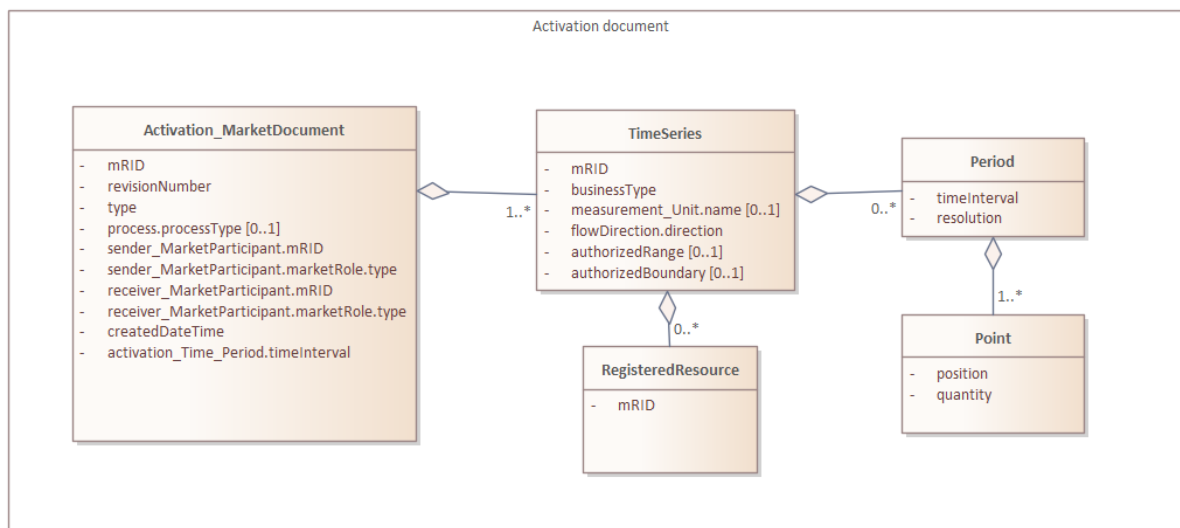 Activation document
Activation_MarketDocument
- mRID
- revisionNumber
- type
- process.processType [0..1]
- sender_MarketParticipant.mRID
- sender_MarketParticipant.marketRole.type
- receiver_MarketParticipant.mRID
- receiver_MarketParticipant.marketRole.type
- createdDateTime
- activation_Time_Period.timeInterval
1..*
TimeSeries
- mRID
- businessType
- measurement_Unit.name [0..1]
- flowDirection.direction
- authorizedRange [0..1]
- authorizedBoundary [0..1]
0..*
Period
- timeInterval
- resolution
0..*
RegisteredResource
- mRID
1..*
Point
- position
- quantity